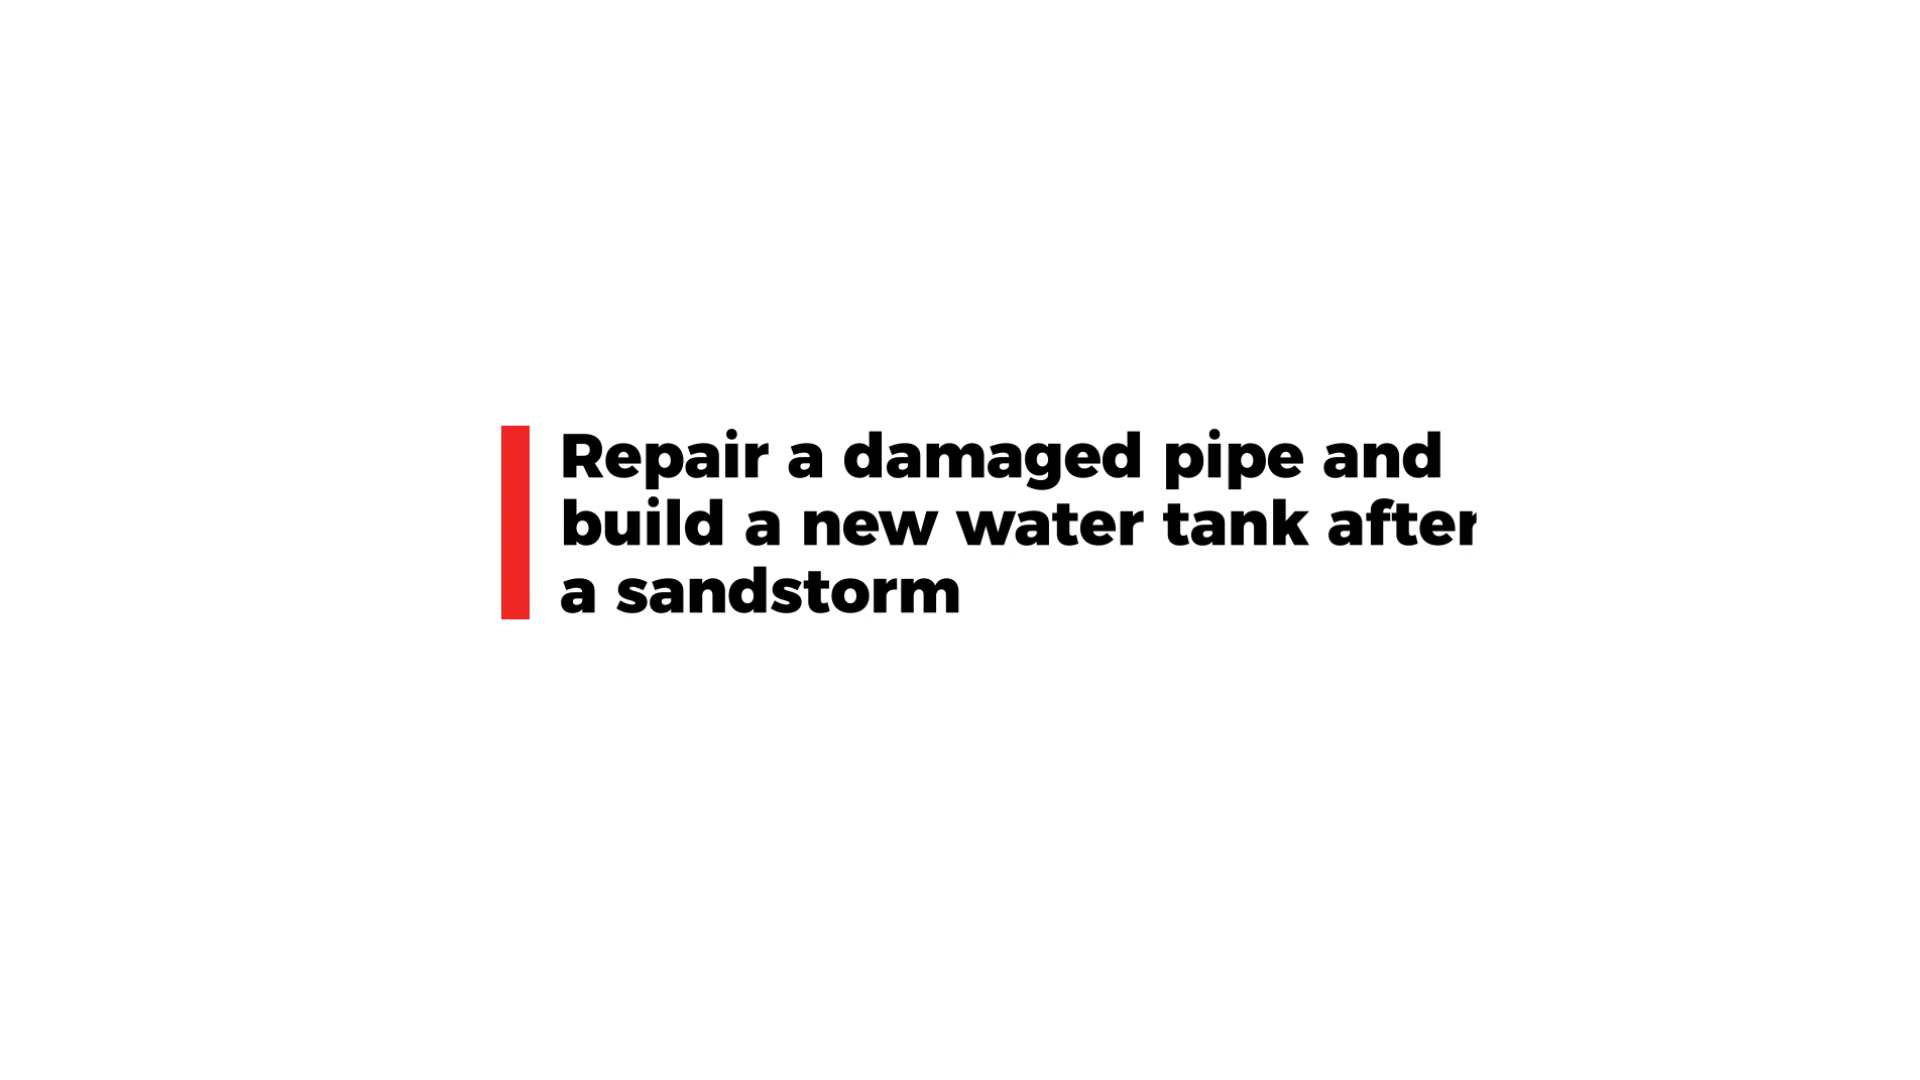 Repair a damaged pipe and
build a new water tank after
a sandstorm